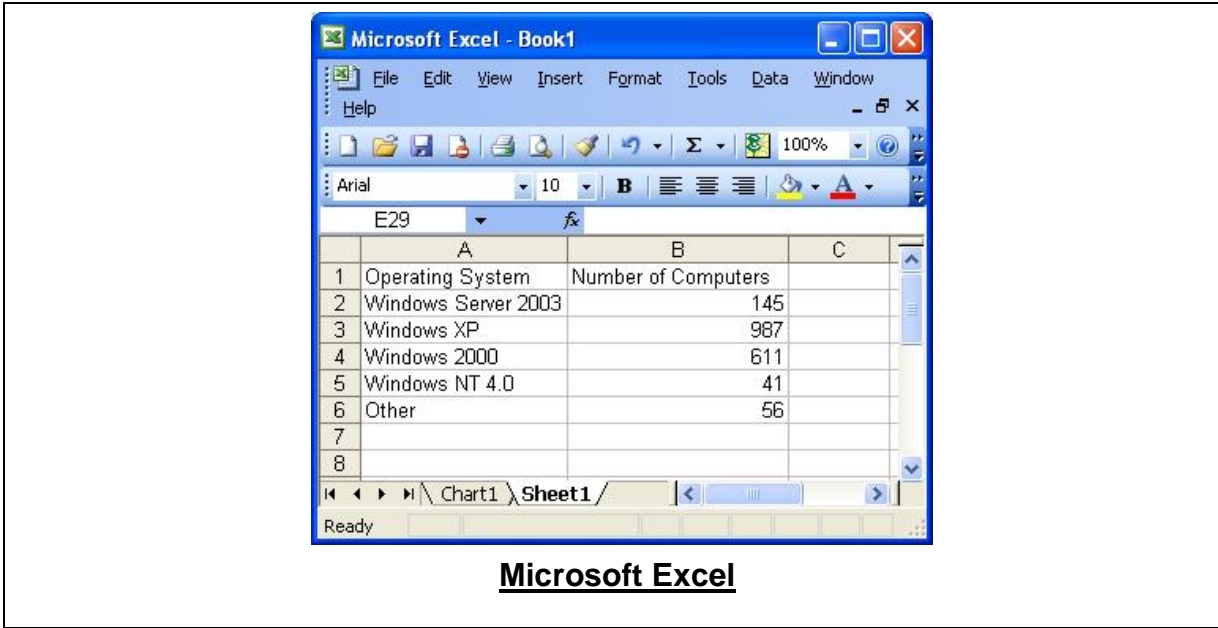 Microsoft Excel - Book1
File Edit View Insert Format Tools Data Window
Help
100%
Arial 10 B A
E29 fx
A B C
1 Operating System Number of Computers
2 Windows Server 2003 145
3 Windows XP 987
4 Windows 2000 611
5 Windows NT 4.0 41
6 Other 56
7
8
Chart1 Sheet1
Ready
Microsoft Excel